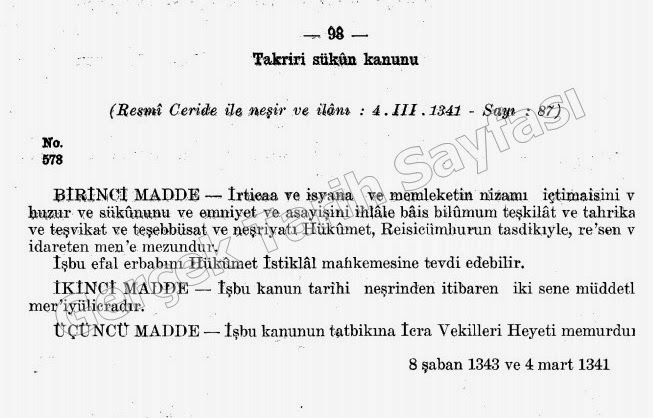 — 98 —
Takriri sükûn kanunu
(Resmî Ceride ile neşir ve ilânı : 4.III.1341 - Sayı : 87)
No.
578
BİRİNCİ MADDE — İrticaa ve isyana ve memleketin nizamı içtimaisini v
huzur ve sükûnunu ve emniyet ve asayişini ihlâle bâis bilûmum teşkilât ve tahrika
ve teşvikat ve teşebbüsat ve neşriyatı Hükûmet, Reisicümhurun tasdikiyle, re'sen v
idareten men'e mezundur.
İşbu efal erbabını Hükûmet İstiklâl mahkemesine tevdi edebilir.
İKİNCİ MADDE — İşbu kanun tarihi neşrinden itibaren iki sene müddetl
mer'iyülicradır.
ÜÇÜNCÜ MADDE — İşbu kanunun tatbikına İcra Vekilleri Heyeti memurdur
8 şaban 1343 ve 4 mart 1341
Gerçek Tarih Sayfası